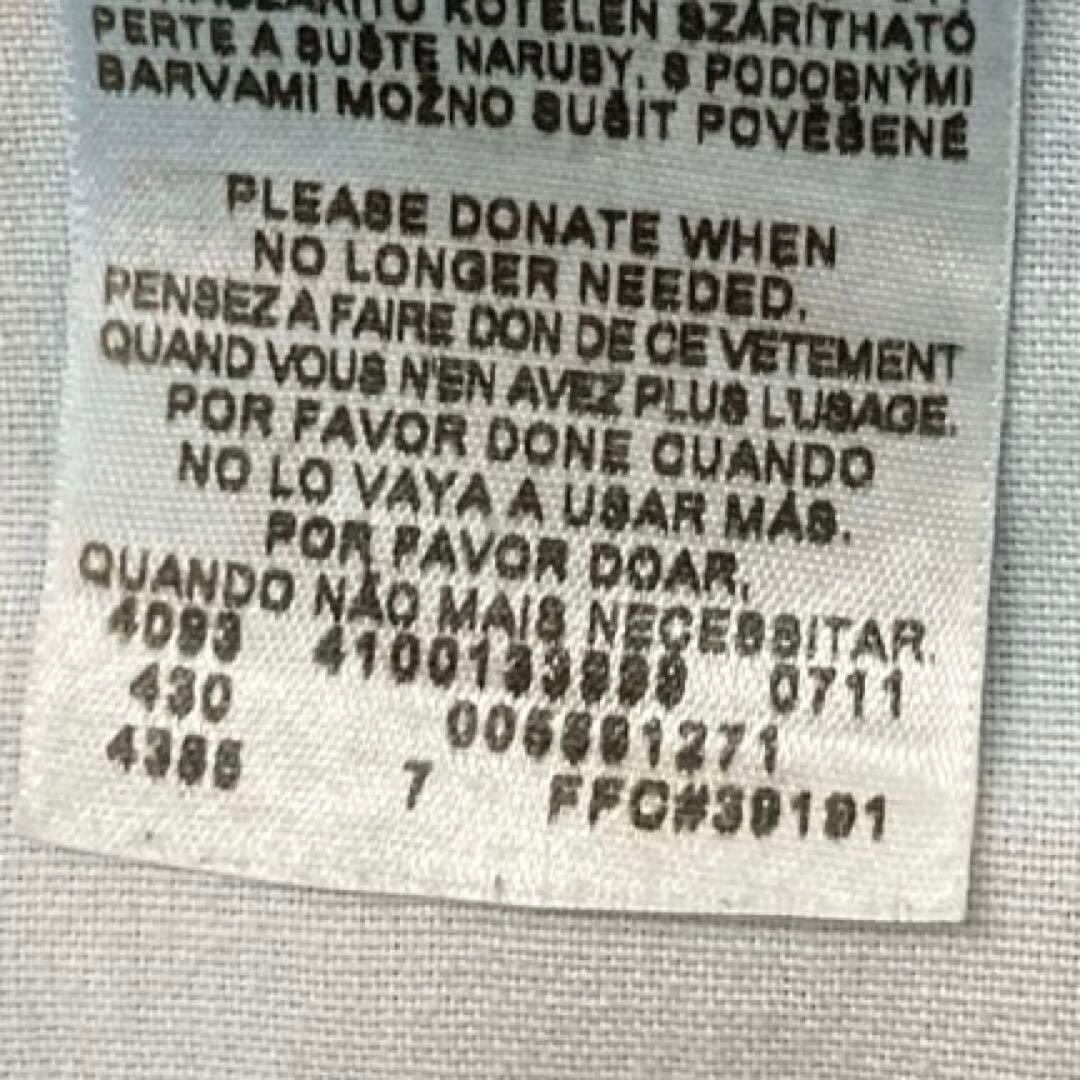 KÖTÉLEN SZÁRÍTHATÓ
PERTE A SUŠTE NARUBY, S PODOBNÝMI
BARVAMI MOŽNO SUŠIT POVĚŠENÉ
PLEASE DONATE WHEN
NO LONGER NEEDED.
PENSEZ A FAIRE DON DE CE VETEMENT
QUAND VOUS N'EN AVEZ PLUS L'USAGE.
POR FAVOR DONE CUANDO
NO LO VAYA A USAR MÁS.
POR FAVOR DOAR,
QUANDO NÃO MAIS NECESSITAR.
0711
430
7